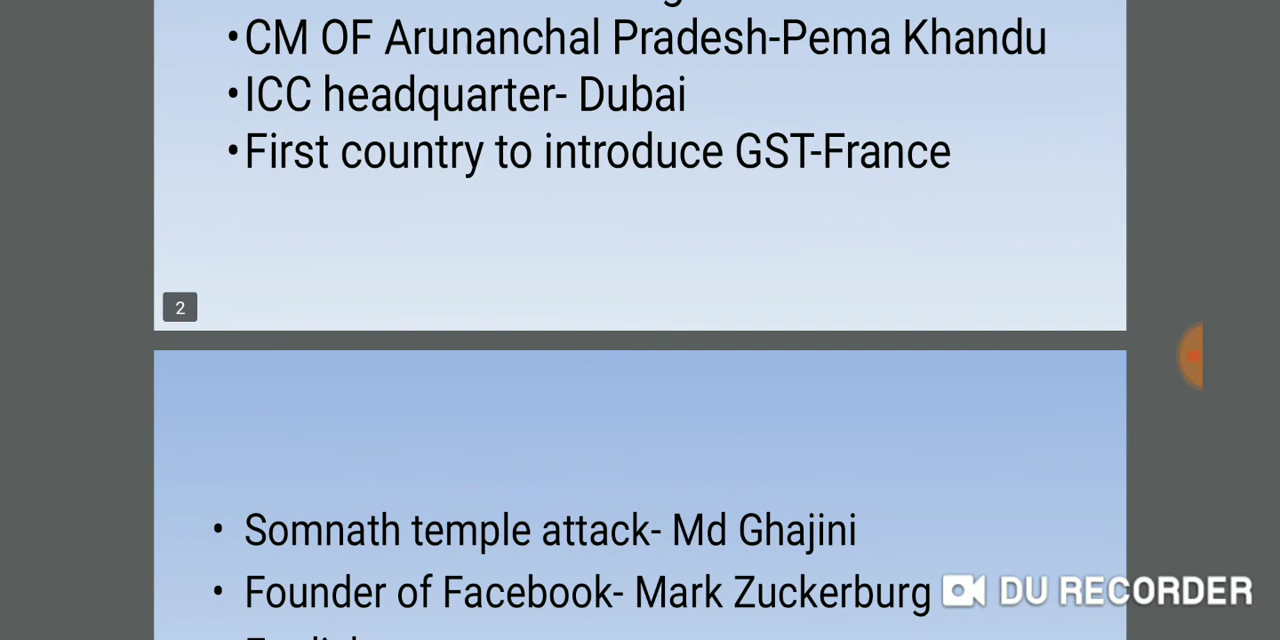 •CM OF Arunanchal Pradesh-Pema Khandu
•ICC headquarter- Dubai
•First country to introduce GST-France
2
• Somnath temple attack- Md Ghajini
• Founder of Facebook- Mark Zuckerburg
DU RECORDER